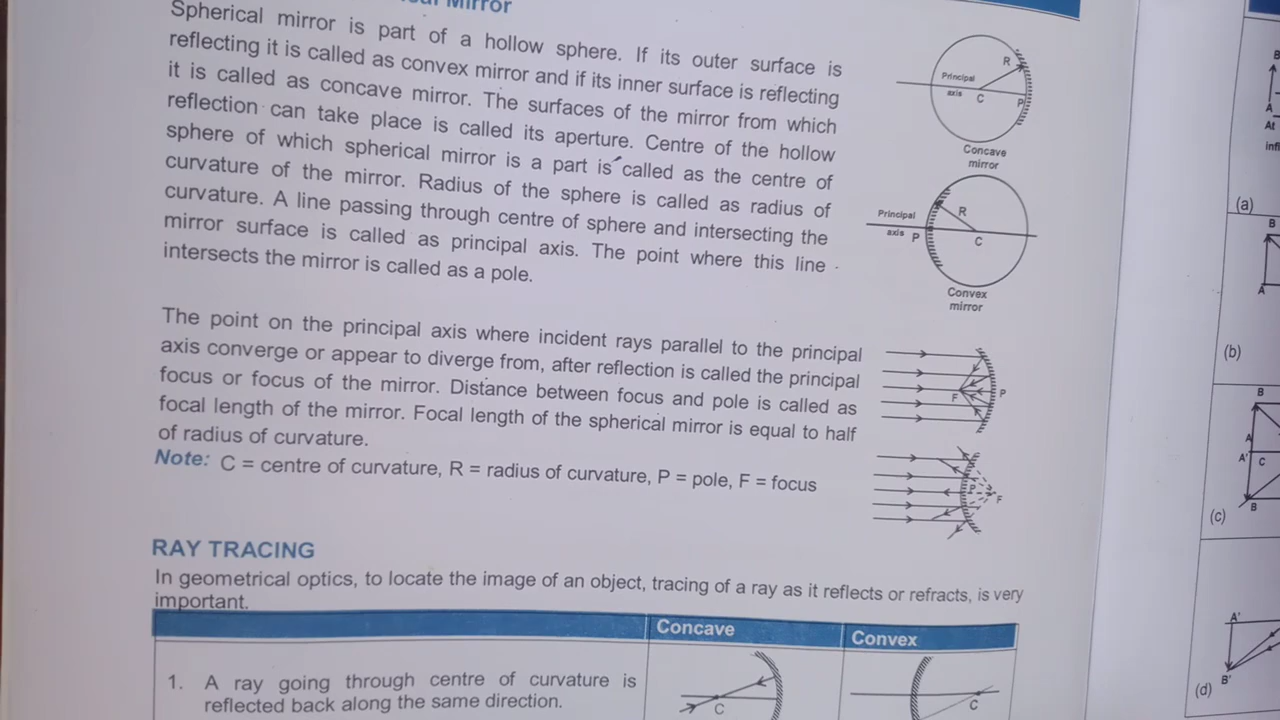 Mirror
Spherical mirror is part of a hollow sphere. If its outer surface is
reflecting it is called as convex mirror and if its inner surface is reflecting
it is called as concave mirror. The surfaces of the mirror from which
reflection can take place is called its aperture. Centre of the hollow
sphere of which spherical mirror is a part is called as the centre of
curvature of the mirror. Radius of the sphere is called as radius of
curvature. A line passing through centre of sphere and intersecting the
mirror surface is called as principal axis. The point where this line
intersects the mirror is called as a pole.
R
Principal
axis C P
Concave
mirror
R
Principal
axis P C
Convex
mirror
The point on the principal axis where incident rays parallel to the principal
axis converge or appear to diverge from, after reflection is called the principal
focus or focus of the mirror. Distance between focus and pole is called as
focal length of the mirror. Focal length of the spherical mirror is equal to half
of radius of curvature.
Note: C = centre of curvature, R = radius of curvature, P = pole, F = focus
F P
P F
RAY TRACING
In geometrical optics, to locate the image of an object, tracing of a ray as it reflects or refracts, is very
important.
Concave Convex
1. A ray going through centre of curvature is
reflected back along the same direction.
C
C
B
A
At
(a)
B
A
(b)
B
A
A' C
B
(c)
A'
B'
(d)